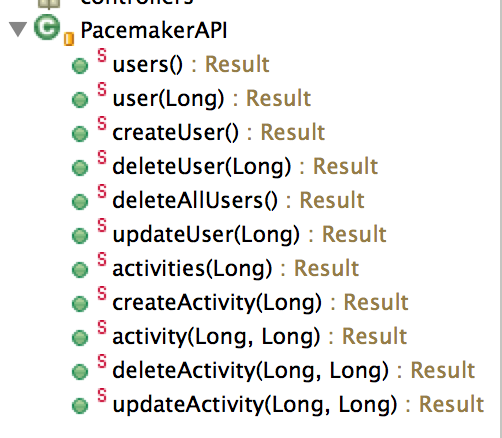 controllers
C PacemakerAPI
S users() : Result
S user(Long) : Result
S createUser() : Result
S deleteUser(Long) : Result
S deleteAllUsers() : Result
S updateUser(Long) : Result
S activities(Long) : Result
S createActivity(Long) : Result
S activity(Long, Long) : Result
S deleteActivity(Long, Long) : Result
S updateActivity(Long, Long) : Result